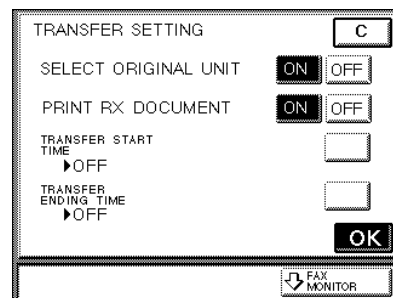 TRANSFER SETTING C
SELECT ORIGINAL UNIT ON OFF
PRINT RX DOCUMENT ON OFF
TRANSFER START
TIME
▶OFF
TRANSFER
ENDING TIME
▶OFF
OK
FAX
MONITOR